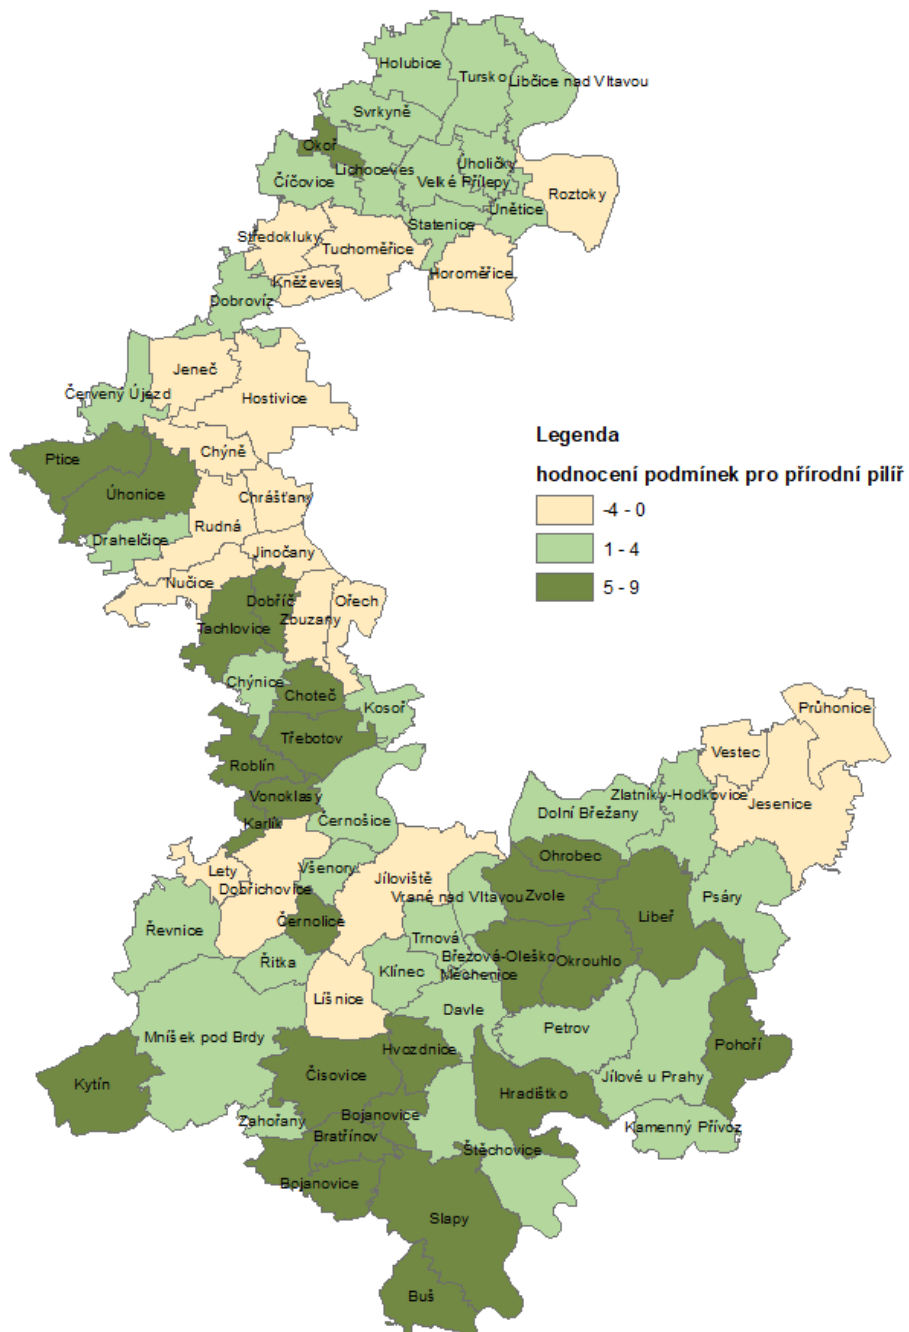 Holubice
Tursko
Libčice nad Vltavou
Svrkyně
Okoř
Lichoceves
Úholičky
Číčovice
Velké Přílepy
Roztoky
Únětice
Statenice
Středokluky
Tuchoměřice
Horoměřice
Kněževes
Dobrovíz
Jeneč
Červený Újezd
Hostivice
Legenda
Chýně
Ptice
hodnocení podmínek pro přírodní pilíř
Úhonice
Chrášťany
-4 - 0
Rudná
Drahelčice
Jinočany
1 - 4
Nučice
5 - 9
Dobříč
Ořech
Zbuzany
Tachlovice
Chýnice
Choteč
Kosoř
Průhonice
Třebotov
Vestec
Roblín
Vonoklasy
Zlatníky-Hodkovice
Jesenice
Dolní Břežany
Černošice
Karlík
Ohrobec
Všenory
Lety
Jíloviště
Dobřichovice
Vrané nad Vltavou
Zvole
Psáry
Libeř
Černolice
Řevnice
Trnová
Březová-Oleško
Řitka
Klínec
Okrouhlo
Měchenice
Líšnice
Davle
Petrov
Mníšek pod Brdy
Pohoří
Hvozdnice
Čisovice
Jílové u Prahy
Kytín
Hradištko
Bojanovice
Zahořany
Kamenný Přívoz
Bratřínov
Štěchovice
Bojanovice
Slapy
Buš